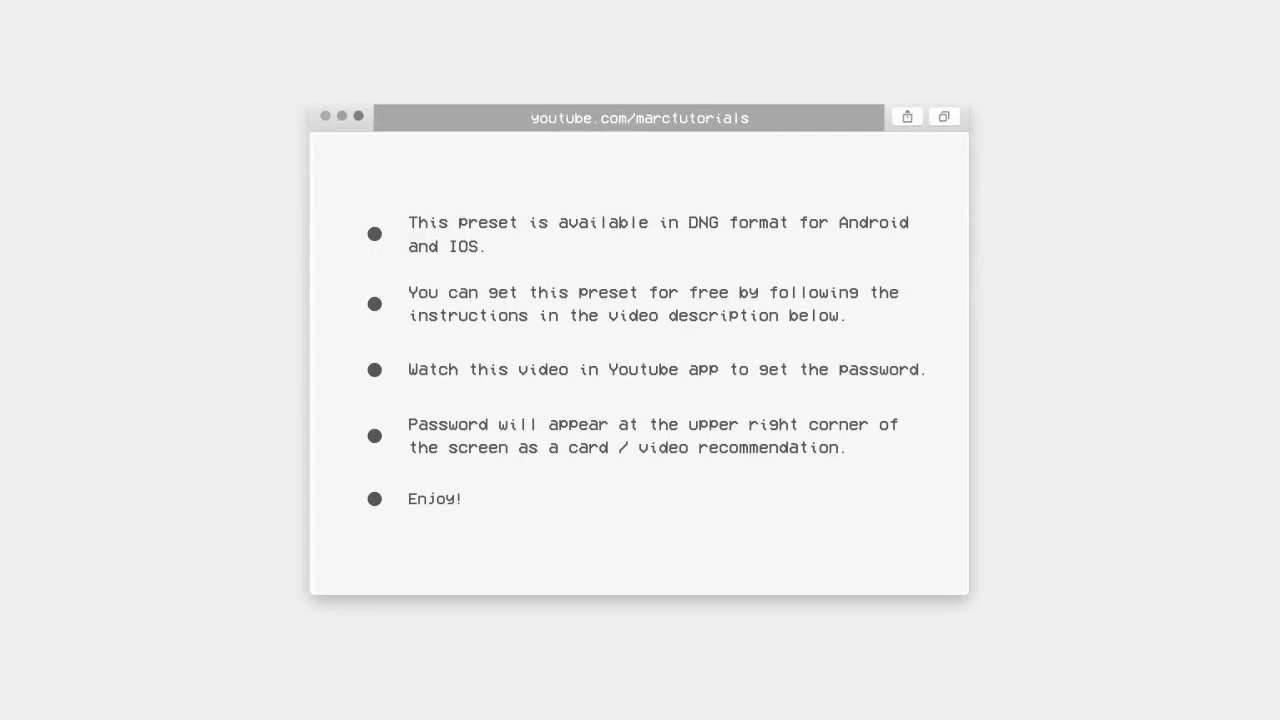 youtube.com/marctutorials
This preset is available in DNG format for Android
and IOS.
You can get this preset for free by following the
instructions in the video description below.
Watch this video in Youtube app to get the password.
Password will appear at the upper right corner of
the screen as a card / video recommendation.
Enjoy!